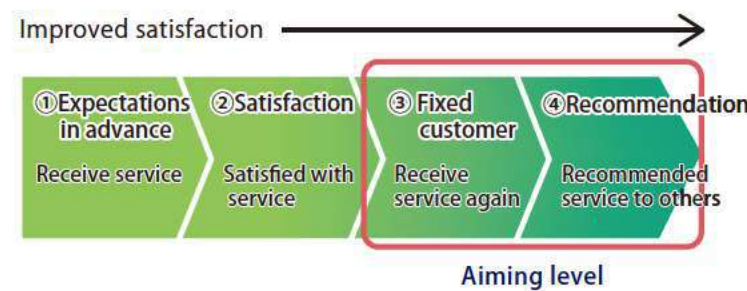 Improved satisfaction
①Expectations
in advance
Receive service
②Satisfaction
Satisfied with
service
③ Fixed
customer
Receive
service again
④Recommendation
Recommended
service to others
Aiming level